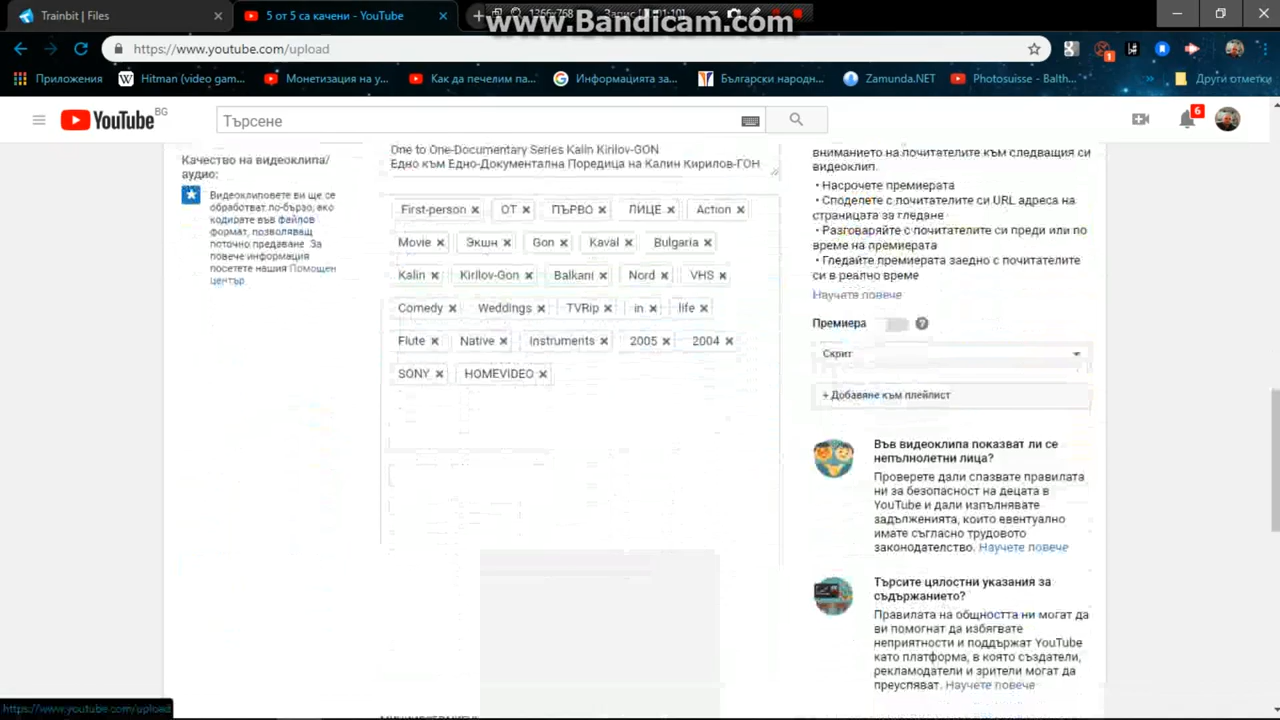 Trainbit | Files
5 от 5 са качени - YouTube
1366x768
Запис [00:01:10]
www.Bandicam.com
https://www.youtube.com/upload
1
Приложения
Hitman (video gam...
Монетизация на у...
Как да печелим па...
Информацията за...
Български народн...
Zamunda.NET
Photosuisse - Balth...
»
Други отметки
YouTube BG
Търсене
6
Качество на видеоклипа/
аудио:
Видеоклиповете ви ще се
обработват по-бързо, ако
кодирате във файлов
формат, позволяващ
поточно предаване. За
повече информация
посетете нашия Помощен
център.
One to One-Documentary Series Kalin Kirilov-GON
Едно към Едно-Документална Поредица на Калин Кирилов-ГОН
First-person ОТ ПЪРВО ЛИЦЕ Action
Movie Екшн Gon Kaval Bulgaria
Kalin Kirilov-Gon Balkani Nord VHS
Comedy Weddings TVRip in life
Flute Native Instruments 2005 2004
SONY HOMEVIDEO
вниманието на почитателите към следващия си
видеоклип.
• Насрочете премиерата
• Споделете с почитателите си URL адреса на
страницата за гледане
• Разговаряйте с почитателите си преди или по
време на премиерата
• Гледайте премиерата заедно с почитателите
си в реално време
Научете повече
Премиера ?
Скрит
+ Добавяне към плейлист
Във видеоклипа показват ли се
непълнолетни лица?
Проверете дали спазвате правилата
ни за безопасност на децата в
YouTube и дали изпълнявате
задълженията, които евентуално
имате съгласно трудовото
законодателство. Научете повече
Търсите цялостни указания за
съдържанието?
Правилата на общността ни могат да
ви помогнат да избягвате
неприятности и поддържат YouTube
като платформа, в която създатели,
рекламодатели и зрители могат да
преуспяват. Научете повече
https://www.youtube.com/upload